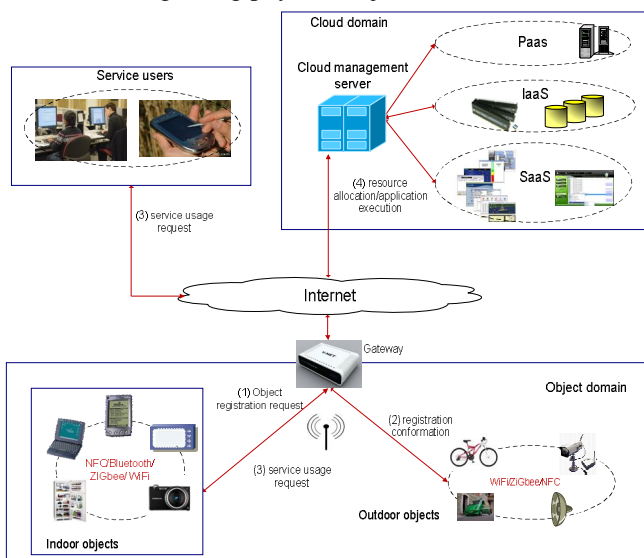 Cloud domain
Paas
Cloud management
server
IaaS
SaaS
Service users
(4) resource
allocation/application
execution
(3) service usage
request
Internet
Gateway
V-NET
(1) Object
registration request
Object domain
(2) registration
conformation
NFQ/Bluetooth/
ZIGbee/ WiFi
(3) service usage
request
WiFi/ZiGbee/NFC
Indoor objects
Outdoor objects